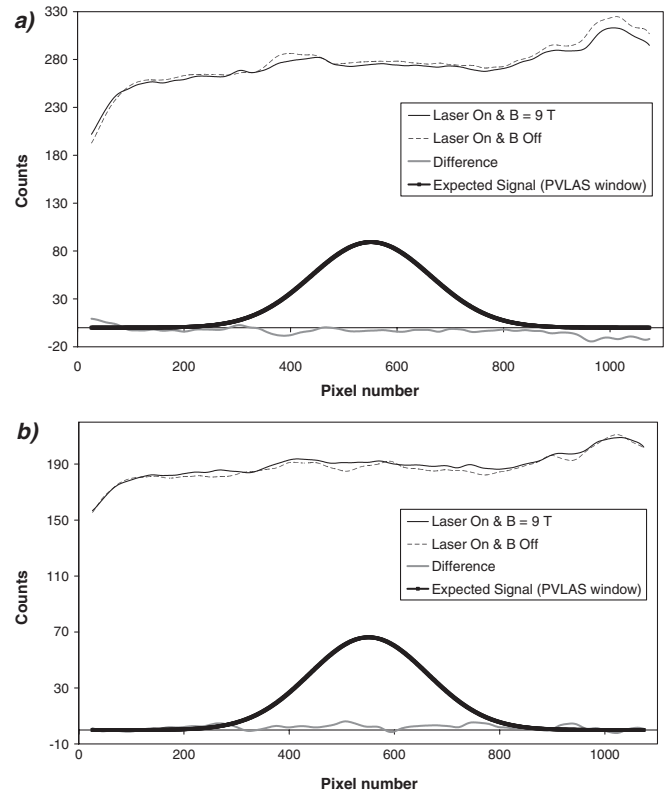 a)
330
280
230
180
130
80
30
-20
Counts
Laser On & B = 9 T
Laser On & B Off
Difference
Expected Signal (PVLAS window)
0
200
400
600
800
1000
Pixel number
b)
190
150
110
70
30
-10
Counts
Laser On & B = 9 T
Laser On & B Off
Difference
Expected Signal (PVLAS window)
0
200
400
600
800
1000
Pixel number